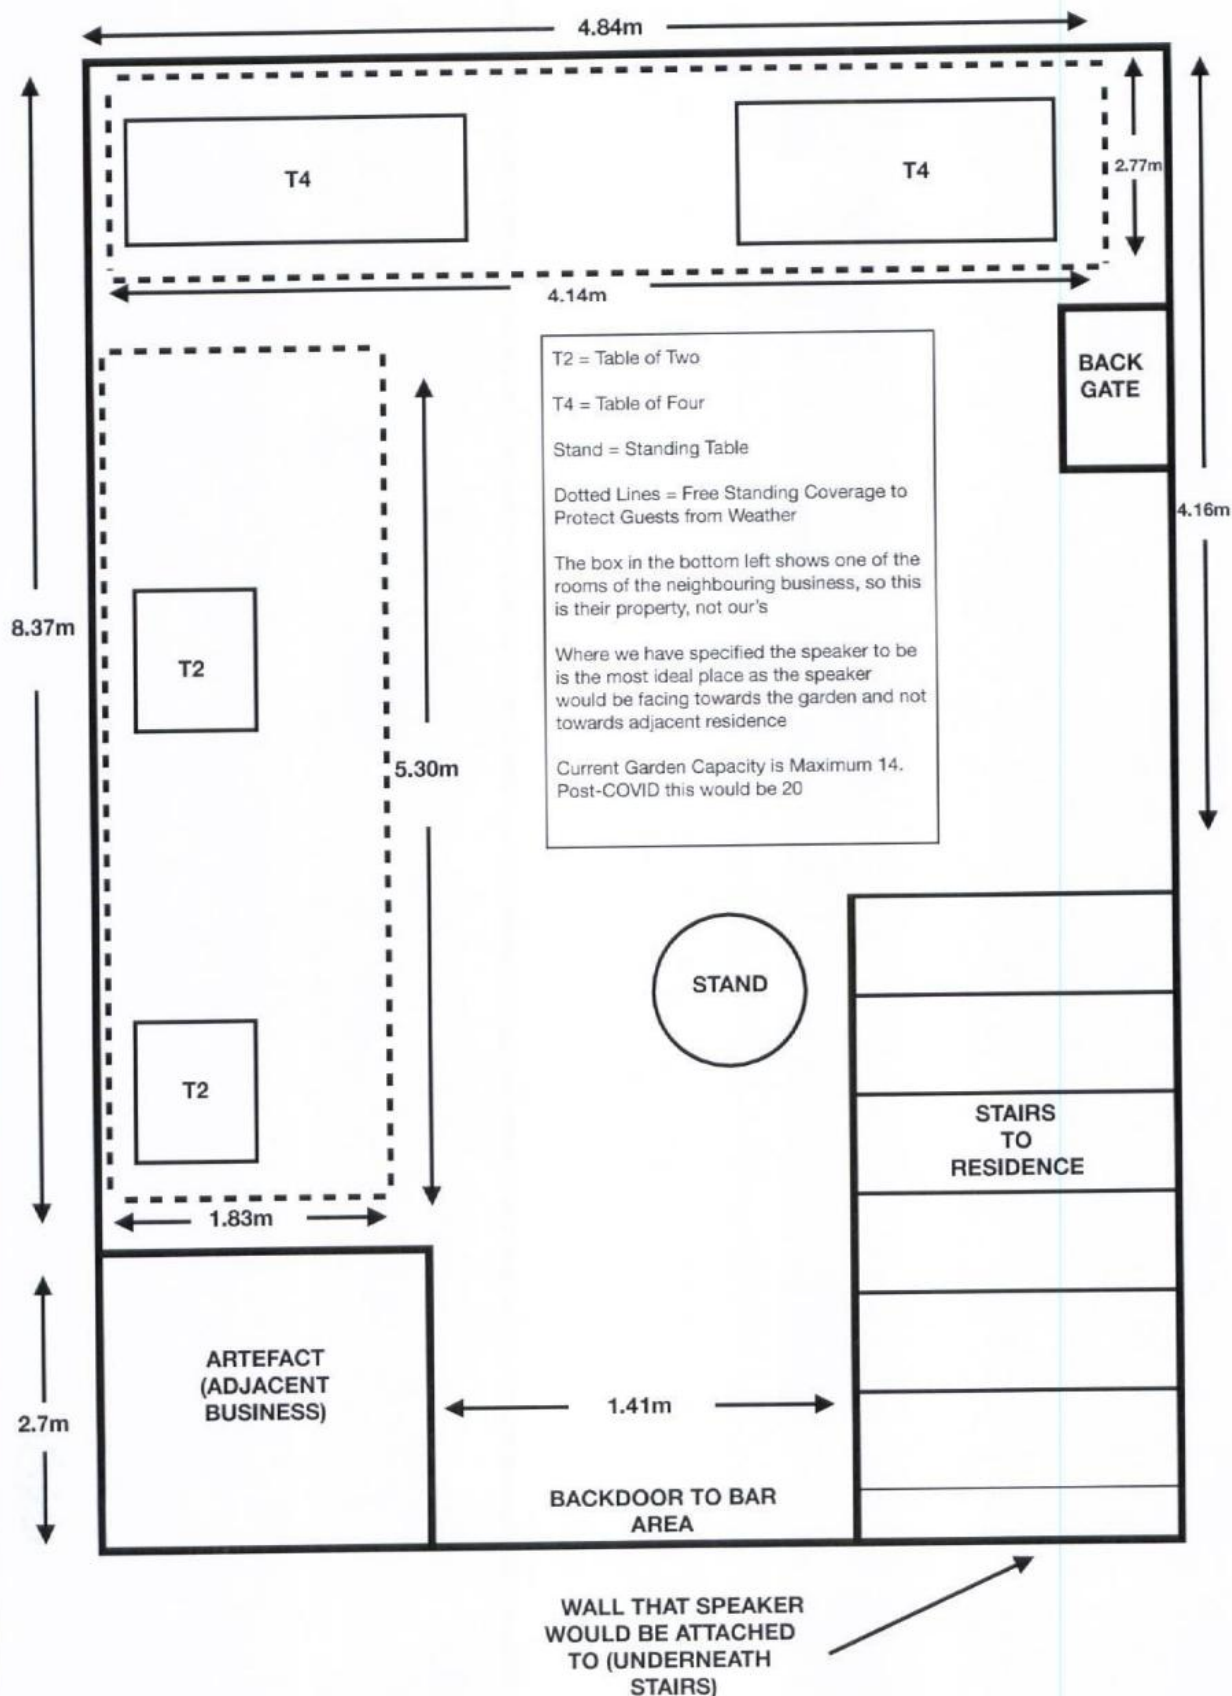 4.84m
T4
T4
2.77m
4.14m
T2 = Table of Two
T4 = Table of Four
Stand = Standing Table
Dotted Lines = Free Standing Coverage to
Protect Guests from Weather
The box in the bottom left shows one of the
rooms of the neighbouring business, so this
is their property, not our's
Where we have specified the speaker to be
is the most ideal place as the speaker
would be facing towards the garden and not
towards adjacent residence
Current Garden Capacity is Maximum 14.
Post-COVID this would be 20
BACK
GATE
4.16m
8.37m
T2
5.30m
STAND
T2
STAIRS
TO
RESIDENCE
1.83m
ARTEFACT
(ADJACENT
BUSINESS)
2.7m
1.41m
BACKDOOR TO BAR
AREA
WALL THAT SPEAKER
WOULD BE ATTACHED
TO (UNDERNEATH
STAIRS)